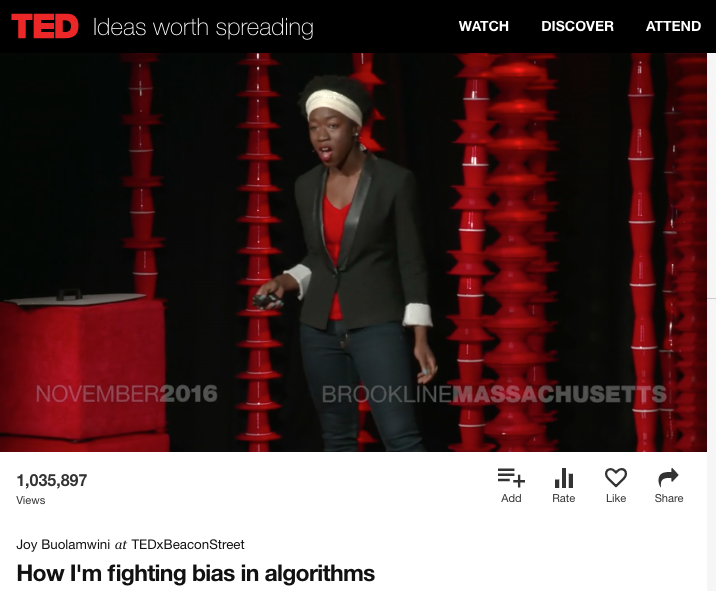 TED Ideas worth spreading WATCH DISCOVER ATTEND
NOVEMBER2016 BROOKLINEMASSACHUSETTS
1,035,897
Views
Add Rate Like Share
Joy Buolamwini at TEDxBeaconStreet
How I'm fighting bias in algorithms